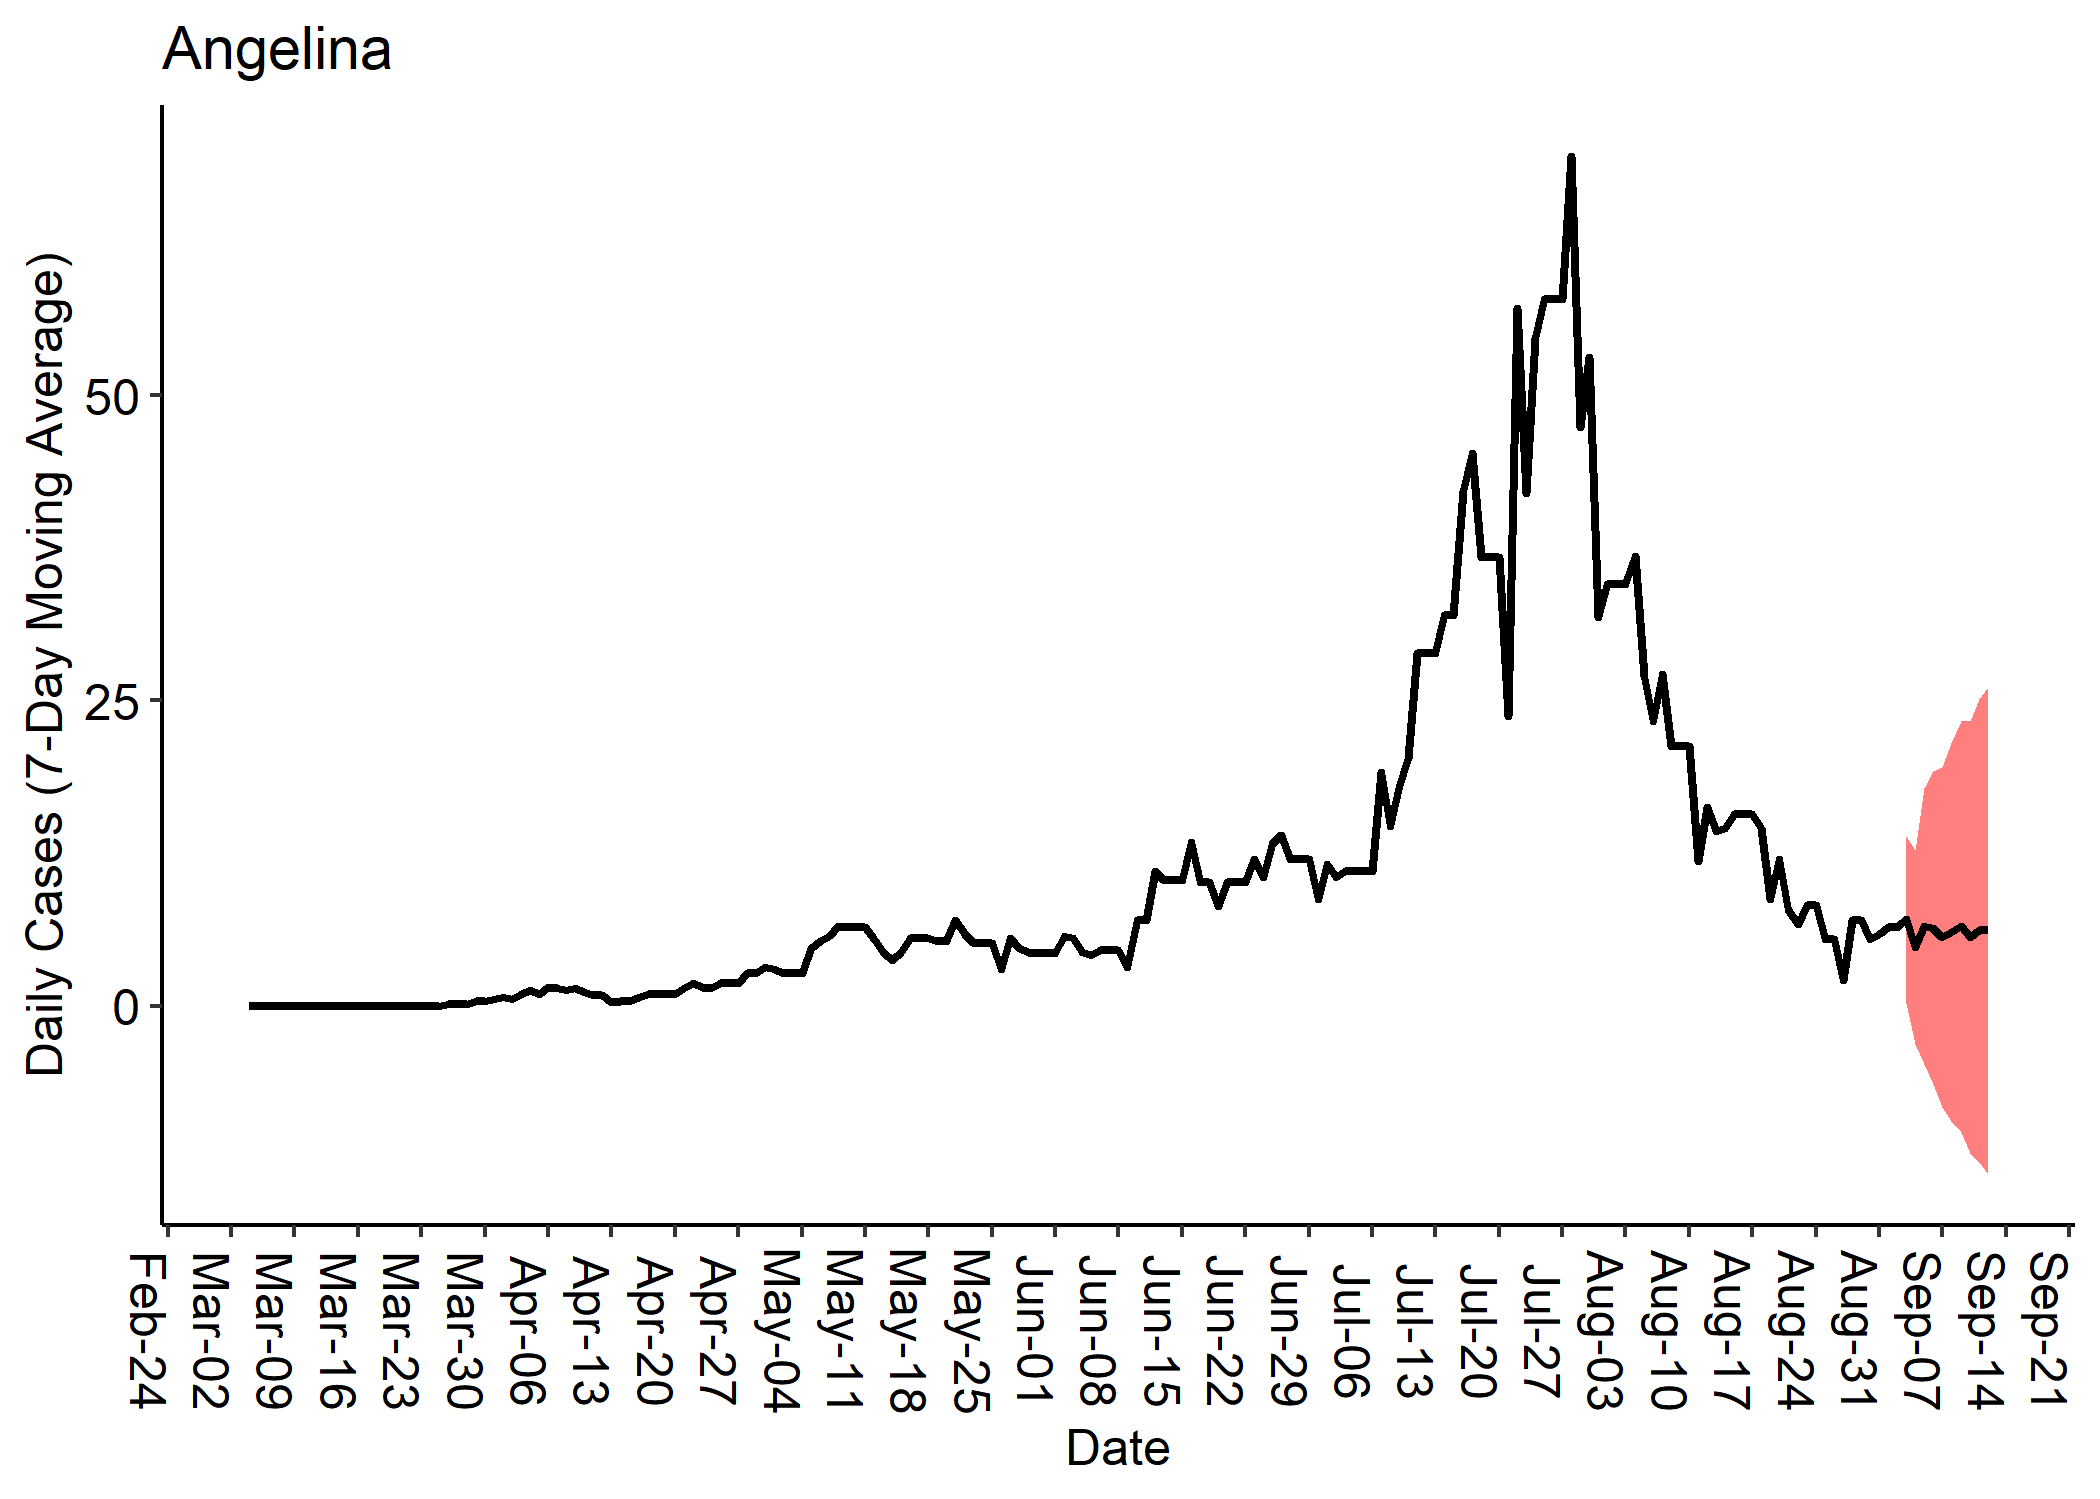 Angelina
Daily Cases (7-Day Moving Average)
50
25
0
Feb-24
Mar-02
Mar-09
Mar-16
Mar-23
Mar-30
Apr-06
Apr-13
Apr-20
Apr-27
May-04
May-11
May-18
May-25
Jun-01
Jun-08
Jun-15
Jun-22
Jun-29
Jul-06
Jul-13
Jul-20
Jul-27
Aug-03
Aug-10
Aug-17
Aug-24
Aug-31
Sep-07
Sep-14
Sep-21
Date